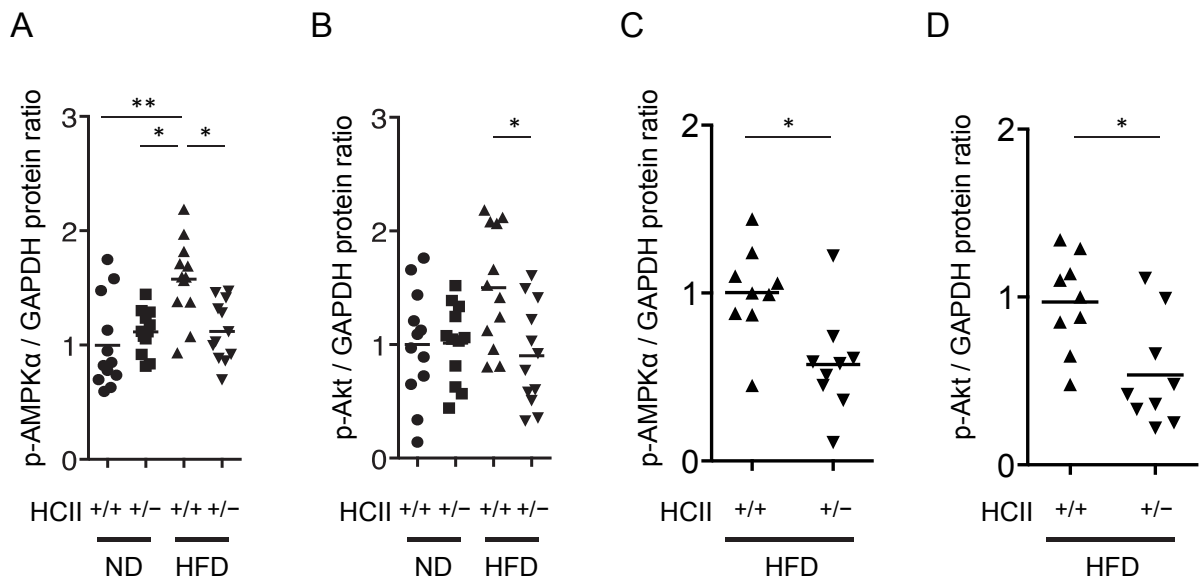 A
p-AMPKα / GAPDH protein ratio
3
2
1
0
**
*
*
HCII +/+ +/− +/+ +/−
ND HFD
B
p-Akt / GAPDH protein ratio
3
2
1
0
*
HCII +/+ +/− +/+ +/−
ND HFD
C
p-AMPKα / GAPDH protein ratio
2
1
0
*
HCII +/+ +/−
HFD
D
p-Akt / GAPDH protein ratio
2
1
0
*
HCII +/+ +/−
HFD